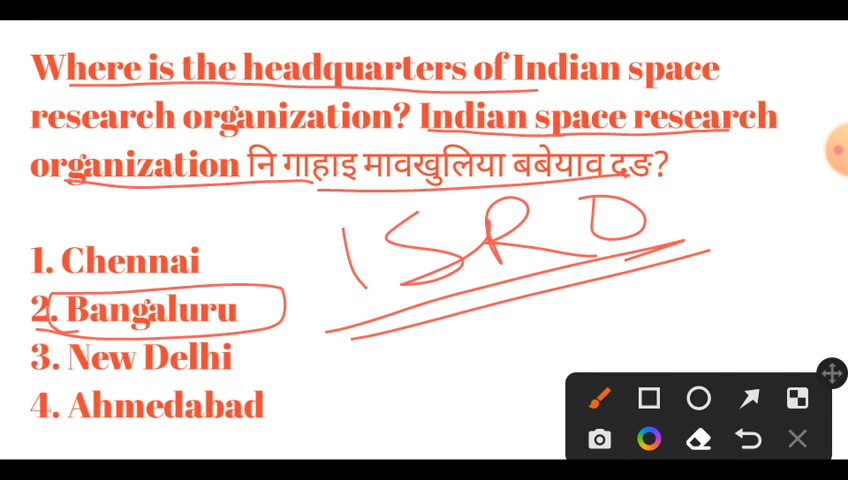 Where is the headquarters of Indian space
research organization? Indian space research
organization नि गाहाइ मावखुलिया बबेयाव दङ?
ISRO
1. Chennai
2. Bangaluru
3. New Delhi
4. Ahmedabad